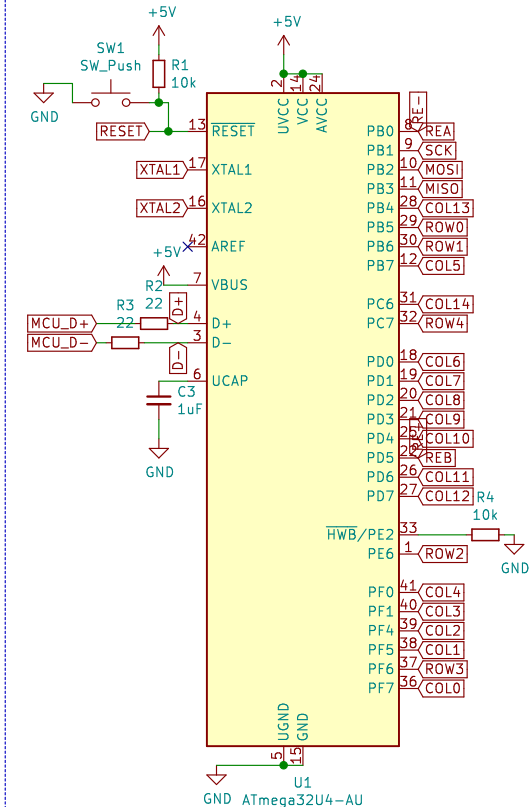 +5V
+5V
SW1
SW_Push
R1
10k
GND
2
14
24
UVCC
VCC
AVCC
RE-
RESET 13 RESET
PB0 8 REA
PB1 9 SCK
XTAL1 17 XTAL1
PB2 10 MOSI
PB3 11 MISO
XTAL2 16 XTAL2
PB4 28 COL13
PB5 29 ROW0
42 AREF
PB6 30 ROW1
+5V
PB7 12 COL5
R2
22
7 VBUS
D+
PC6 31 COL14
R3
22
MCU_D+ 4 D+
PC7 32 ROW4
MCU_D- 3 D-
D-
PD0 18 COL6
6 UCAP
PD1 19 COL7
C3
1uF
PD2 20 COL8
PD3 21 COL9
PD4 25 COL10
PD5 22 REB
GND
PD6 26 COL11
PD7 27 COL12
R4
10k
HWB/PE2 33
PE6 1 ROW2
GND
PF0 41 COL4
PF1 40 COL3
PF4 39 COL2
PF5 38 COL1
PF6 37 ROW3
PF7 36 COL0
UGND
GND
5
15
GND
U1
ATmega32U4-AU